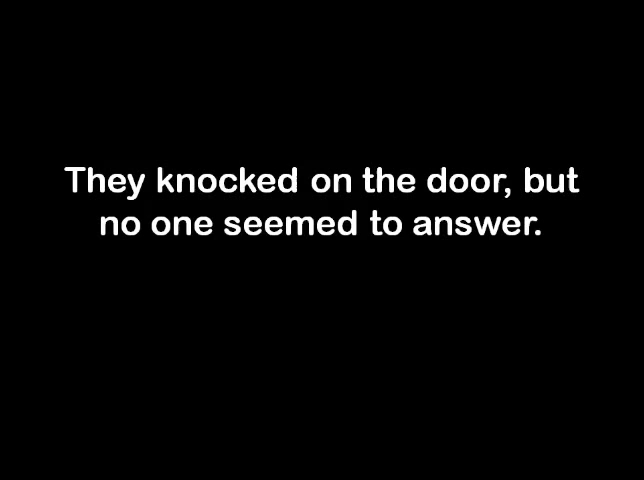 They knocked on the door, but
no one seemed to answer.